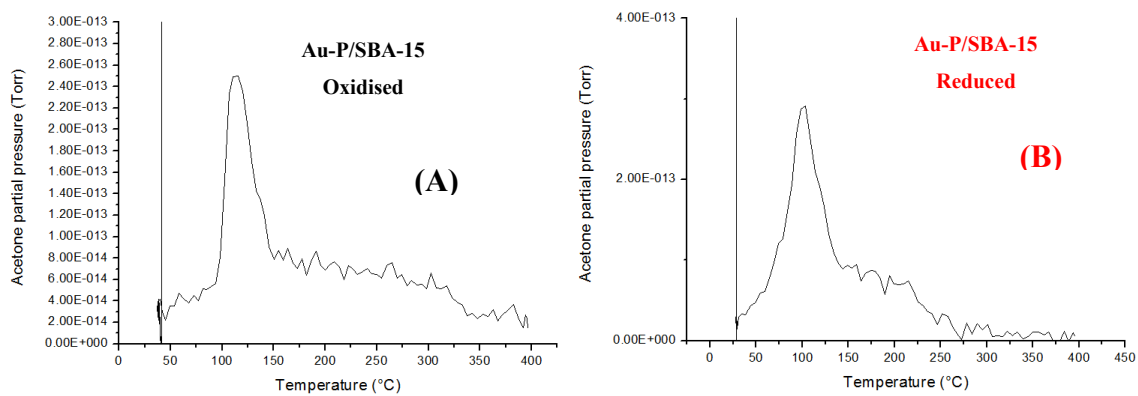 3.00E-013
2.80E-013
2.60E-013
2.40E-013
2.20E-013
2.00E-013
1.80E-013
1.60E-013
1.40E-013
1.20E-013
1.00E-013
8.00E-014
6.00E-014
4.00E-014
2.00E-014
0.00E+000
Acetone partial pressure (Torr)
Au-P/SBA-15
Oxidised
(A)
0 50 100 150 200 250 300 350 400
Temperature (°C)
4.00E-013
2.00E-013
0.00E+000
Acetone partial pressure (Torr)
Au-P/SBA-15
Reduced
(B)
0 50 100 150 200 250 300 350 400 450
Temperature (°C)